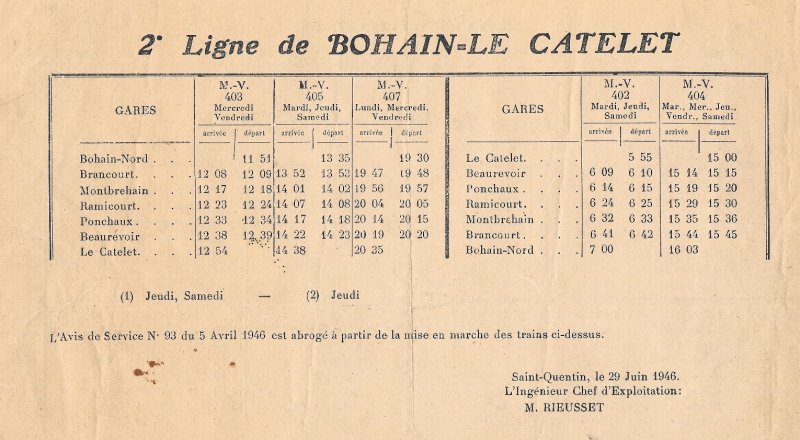 2e Ligne de BOHAIN=LE CATELET
GARES M.-V. 403 Mercredi Vendredi M.-V. 405 Mardi, Jeudi, Samedi M.-V. 407 Lundi, Mercredi, Vendredi
arrivée départ arrivée départ arrivée départ
Bohain-Nord . . . 11 51 13 35 19 30
Brancourt . . . 12 08 12 09 13 52 13 53 19 47 19 48
Montbrehain . . . 12 17 12 18 14 01 14 02 19 56 19 57
Ramicourt . . . 12 23 12 24 14 07 14 08 20 04 20 05
Ponchaux . . . 12 33 12 34 14 17 14 18 20 14 20 15
Beaurevoir . . . 12 38 12 39 14 22 14 23 20 19 20 20
Le Catelet . . . 12 54 14 38 20 35
GARES M.-V. 402 Mardi, Jeudi, Samedi M.-V. 404 Mar., Mer., Jeu., Vendr., Samedi
arrivée départ arrivée départ
Le Catelet. . . . 5 55 15 00
Beaurevoir . . . 6 09 6 10 15 14 15 15
Ponchaux . . . 6 14 6 15 15 19 15 20
Ramicourt . . . 6 24 6 25 15 29 15 30
Montbrehain . . . 6 32 6 33 15 35 15 36
Brancourt . . . 6 41 6 42 15 44 15 45
Bohain-Nord . . . 7 00 16 03
(1) Jeudi, Samedi — (2) Jeudi
L'Avis de Service N° 93 du 5 Avril 1946 est abrogé à partir de la mise en marche des trains ci-dessus.
Saint-Quentin, le 29 Juin 1946.
L'Ingénieur Chef d'Exploitation:
M. RIEUSSET